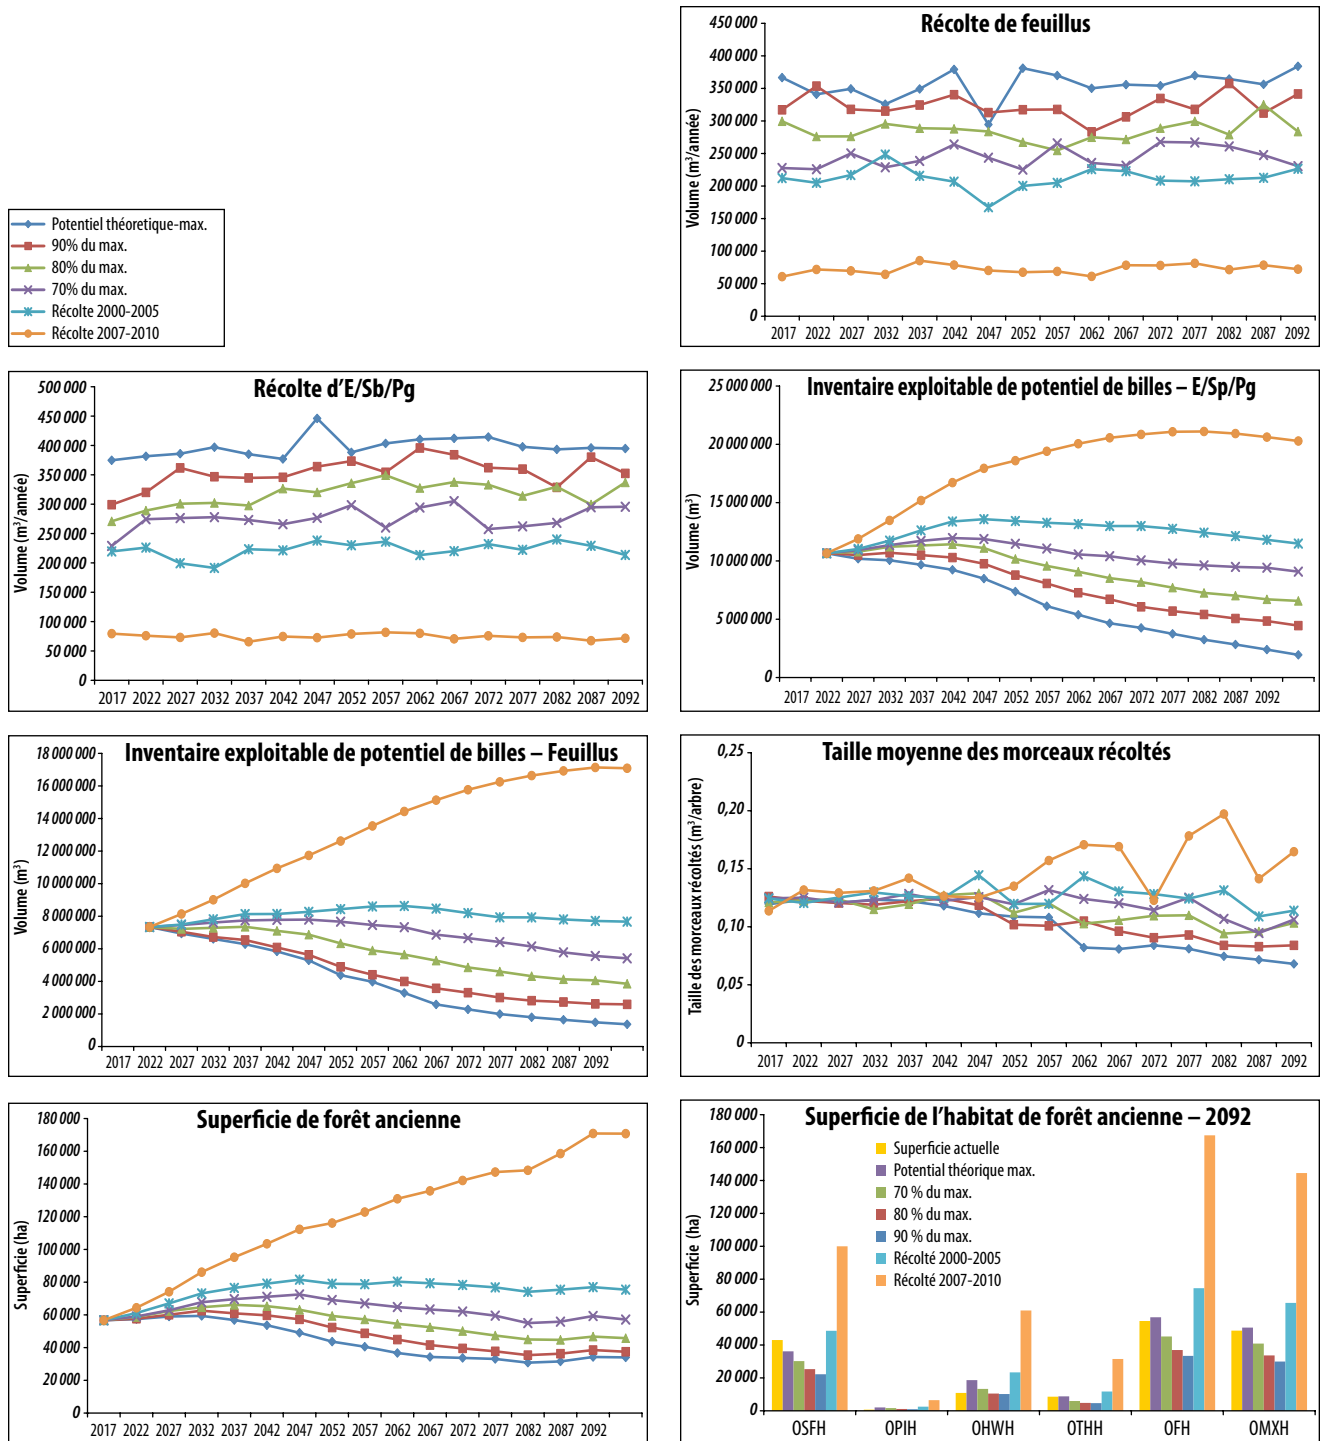 Potentiel théoretique-max.
90% du max.
80% du max.
70% du max.
Récolte 2000-2005
Récolte 2007-2010
Récolte de feuillus
Volume (m³/année)
450 000
400 000
350 000
300 000
250 000
200 000
150 000
100 000
50 000
0
2017 2022 2027 2032 2037 2042 2047 2052 2057 2062 2067 2072 2077 2082 2087 2092
Récolte d'E/Sb/Pg
Volume (m³/année)
500 000
450 000
400 000
350 000
300 000
250 000
200 000
150 000
100 000
50 000
0
2017 2022 2027 2032 2037 2042 2047 2052 2057 2062 2067 2072 2077 2082 2087 2092
Inventaire exploitable de potentiel de billes – E/Sp/Pg
Volume (m³)
25 000 000
20 000 000
15 000 000
10 000 000
5 000 000
0
2017 2022 2027 2032 2037 2042 2047 2052 2057 2062 2067 2072 2077 2082 2087 2092
Inventaire exploitable de potentiel de billes – Feuillus
Volume (m³)
18 000 000
16 000 000
14 000 000
12 000 000
10 000 000
8 000 000
6 000 000
4 000 000
2 000 000
0
2017 2022 2027 2032 2037 2042 2047 2052 2057 2062 2067 2072 2077 2082 2087 2092
Taille moyenne des morceaux récoltés
Taille des morceaux récoltés (m³/arbre)
0,25
0,20
0,15
0,10
0,05
0
2017 2022 2027 2032 2037 2042 2047 2052 2057 2062 2067 2072 2077 2082 2087 2092
Superficie de forêt ancienne
Superficie (ha)
180 000
160 000
140 000
120 000
100 000
80 000
60 000
40 000
20 000
0
2017 2022 2027 2032 2037 2042 2047 2052 2057 2062 2067 2072 2077 2082 2087 2092
Superficie de l'habitat de forêt ancienne – 2092
Superficie (ha)
180 000
160 000
140 000
120 000
100 000
80 000
60 000
40 000
20 000
0
Superficie actuelle
Potential théorique max.
70 % du max.
80 % du max.
90 % du max.
Récolté 2000-2005
Récolté 2007-2010
OSFH OPIH OHWH OTHH OFH OMXH